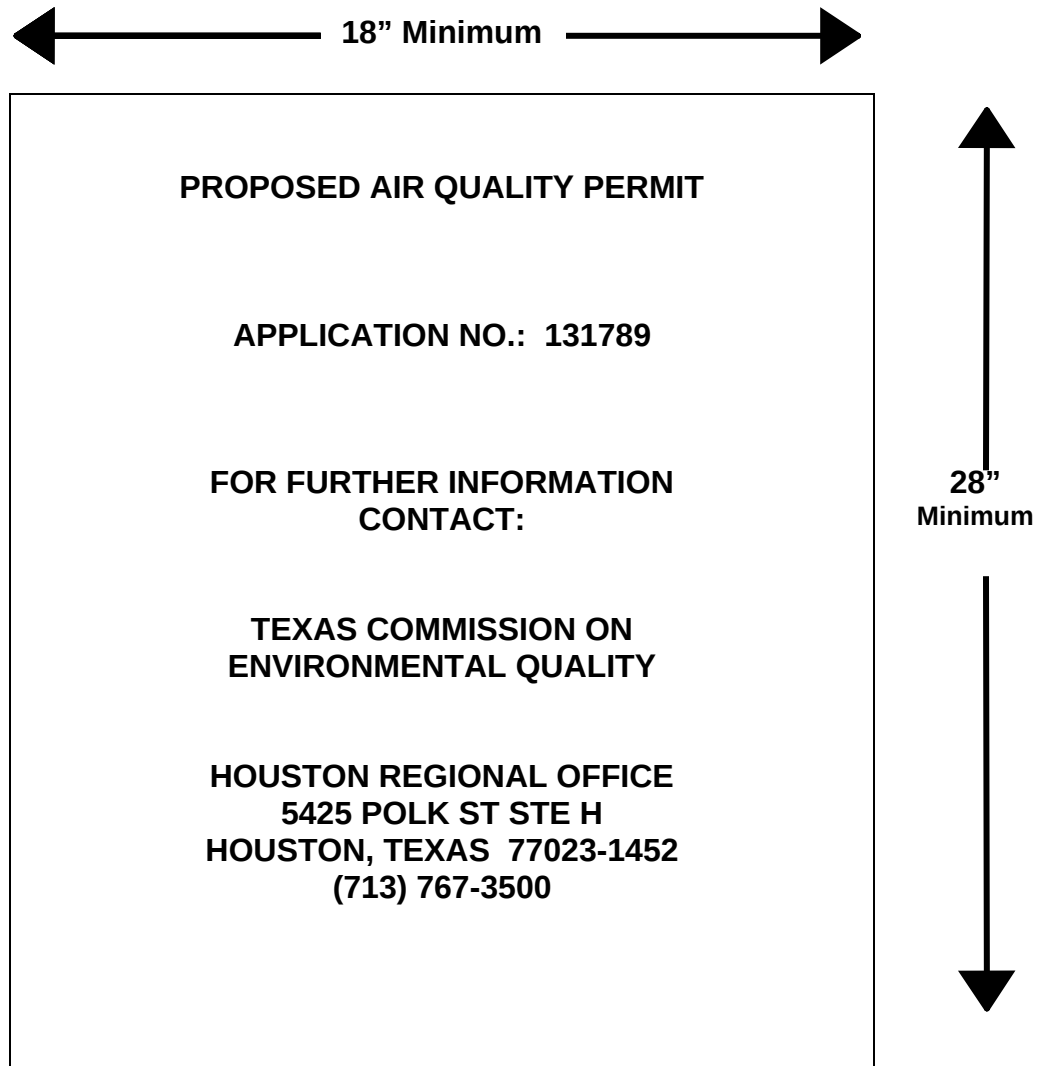 18” Minimum
PROPOSED AIR QUALITY PERMIT
APPLICATION NO.: 131789
FOR FURTHER INFORMATION
CONTACT:
28”
Minimum
TEXAS COMMISSION ON
ENVIRONMENTAL QUALITY
HOUSTON REGIONAL OFFICE
5425 POLK ST STE H
HOUSTON, TEXAS 77023-1452
(713) 767-3500